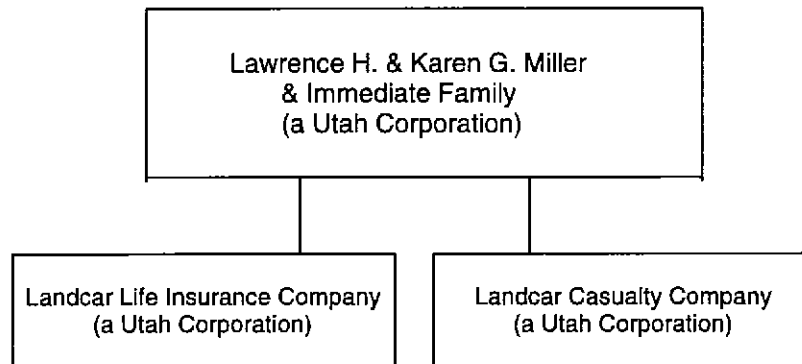 Lawrence H. & Karen G. Miller
& Immediate Family
(a Utah Corporation)
Landcar Life Insurance Company
(a Utah Corporation)
Landcar Casualty Company
(a Utah Corporation)